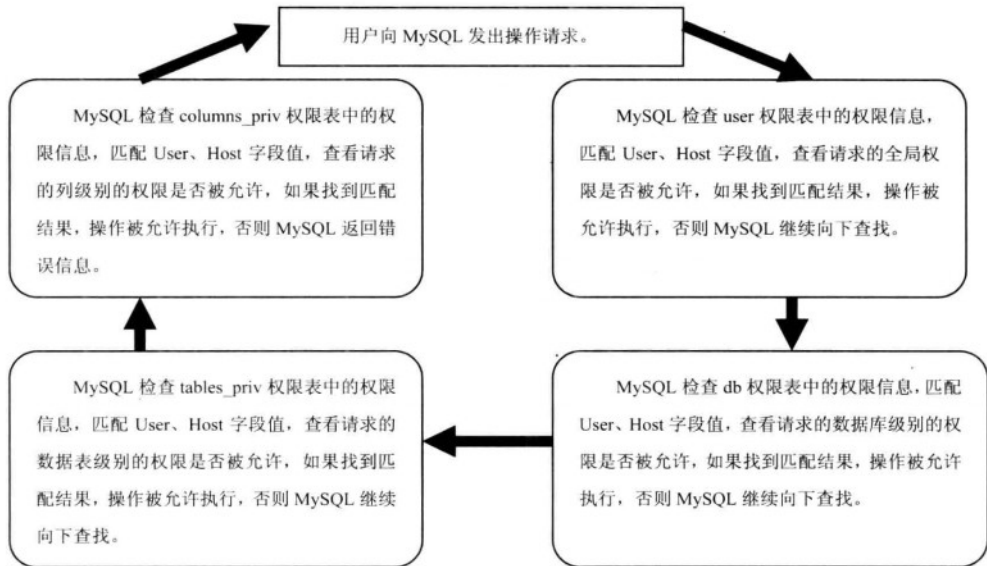 用户向 MySQL 发出操作请求。
MySQL 检查 user 权限表中的权限信息,
匹配 User、Host 字段值，查看请求的全局权
限是否被允许，如果找到匹配结果，操作被
允许执行，否则 MySQL 继续向下查找。
MySQL 检查 db 权限表中的权限信息，匹配
User、Host 字段值，查看请求的数据库级别的权
限是否被允许，如果找到匹配结果，操作被允许
执行，否则 MySQL 继续向下查找。
MySQL 检查 tables_priv 权限表中的权限
信息，匹配 User、Host 字段值，查看请求的
数据表级别的权限是否被允许，如果找到匹
配结果，操作被允许执行，否则 MySQL 继续
向下查找。
MySQL 检查 columns_priv 权限表中的权
限信息，匹配 User、Host 字段值，查看请求
的列级别的权限是否被允许，如果找到匹配
结果，操作被允许执行，否则 MySQL 返回错
误信息。